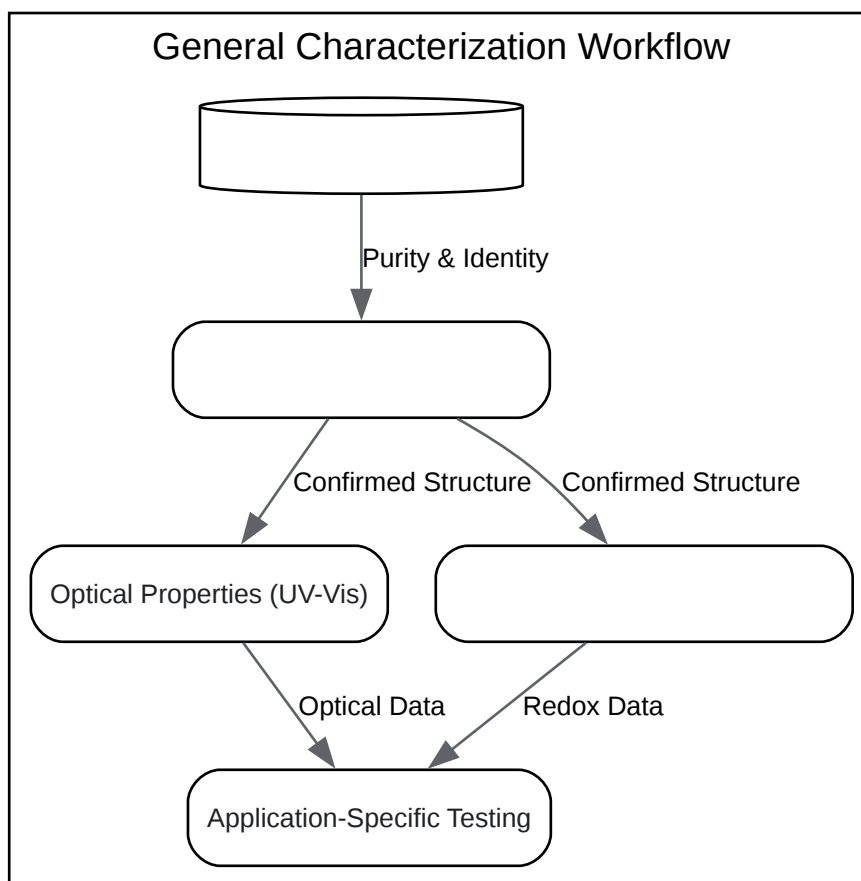 General Characterization Workflow
Purity & Identity
Confirmed Structure
Confirmed Structure
Optical Properties (UV-Vis)
Optical Data
Redox Data
Application-Specific Testing